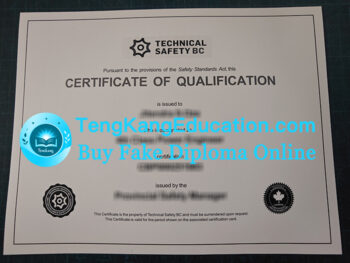 TECHNICAL
SAFETY BC
Pursuant to the provisions of the Safety Standards Act, this
CERTIFICATE OF QUALIFICATION
is issued to
TengKangEducation.com
Buy Fake Diploma Online
issued by the
Provincial Safety Manager
This Certificate is the property of Technical Safety BC and must be surrendered upon request
This Certificate is valid for the period shown on the associated certification card.